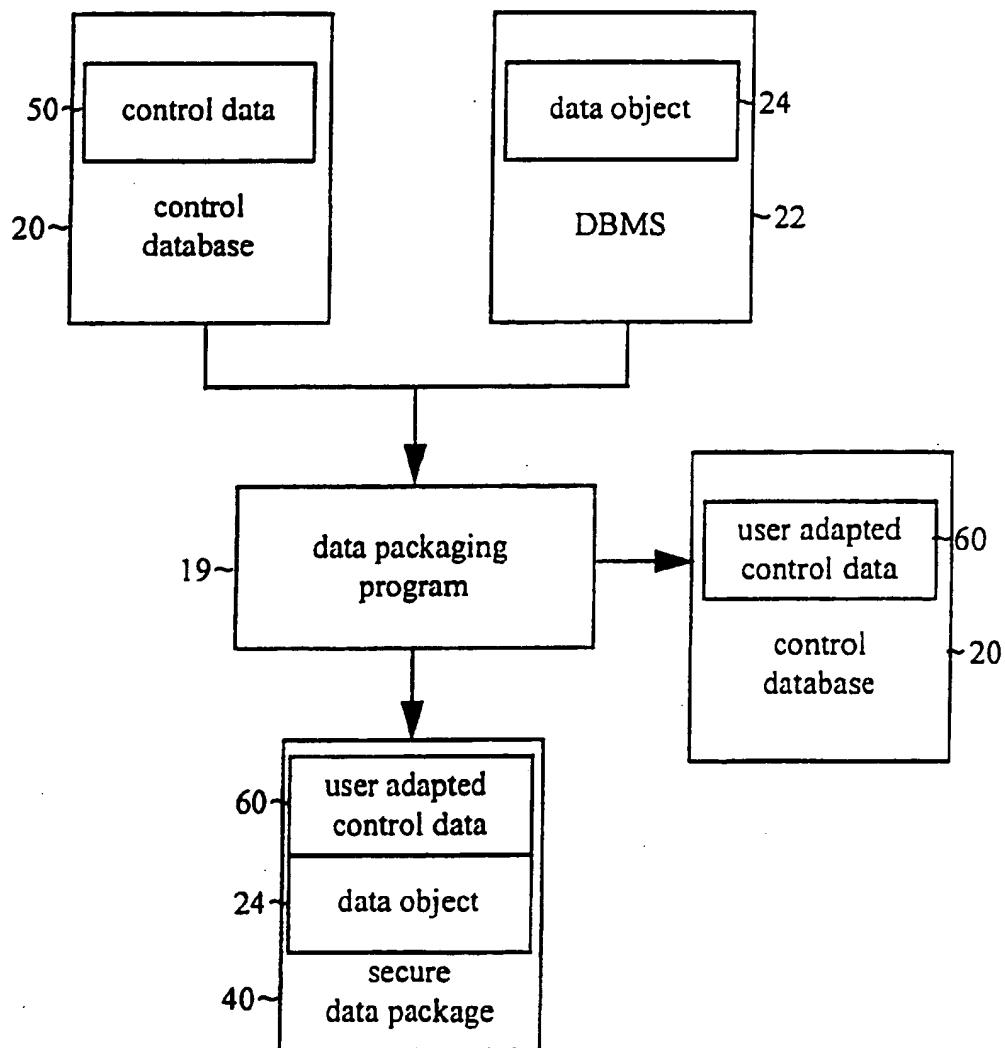 50~ control data
data object ~24
20~ control
database
DBMS ~22
19~ data packaging
program
user adapted ~60
control data
control ~20
database
60~ user adapted
control data
24~ data object
secure
40~ data package